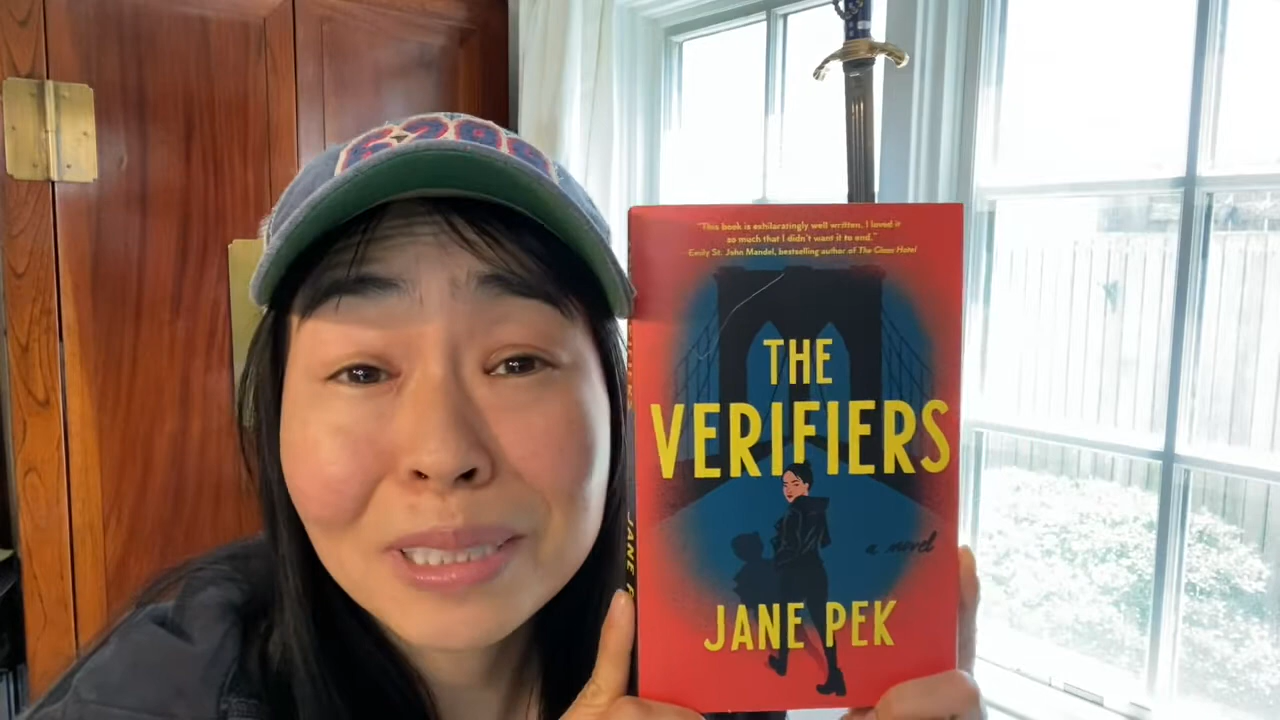 "This book is exhilaratingly well written. I loved it
so much that I didn't want it to end."
Emily St. John Mandel, bestselling author of The Glass Hotel
THE
VERIFIERS
a novel
JANE PEK